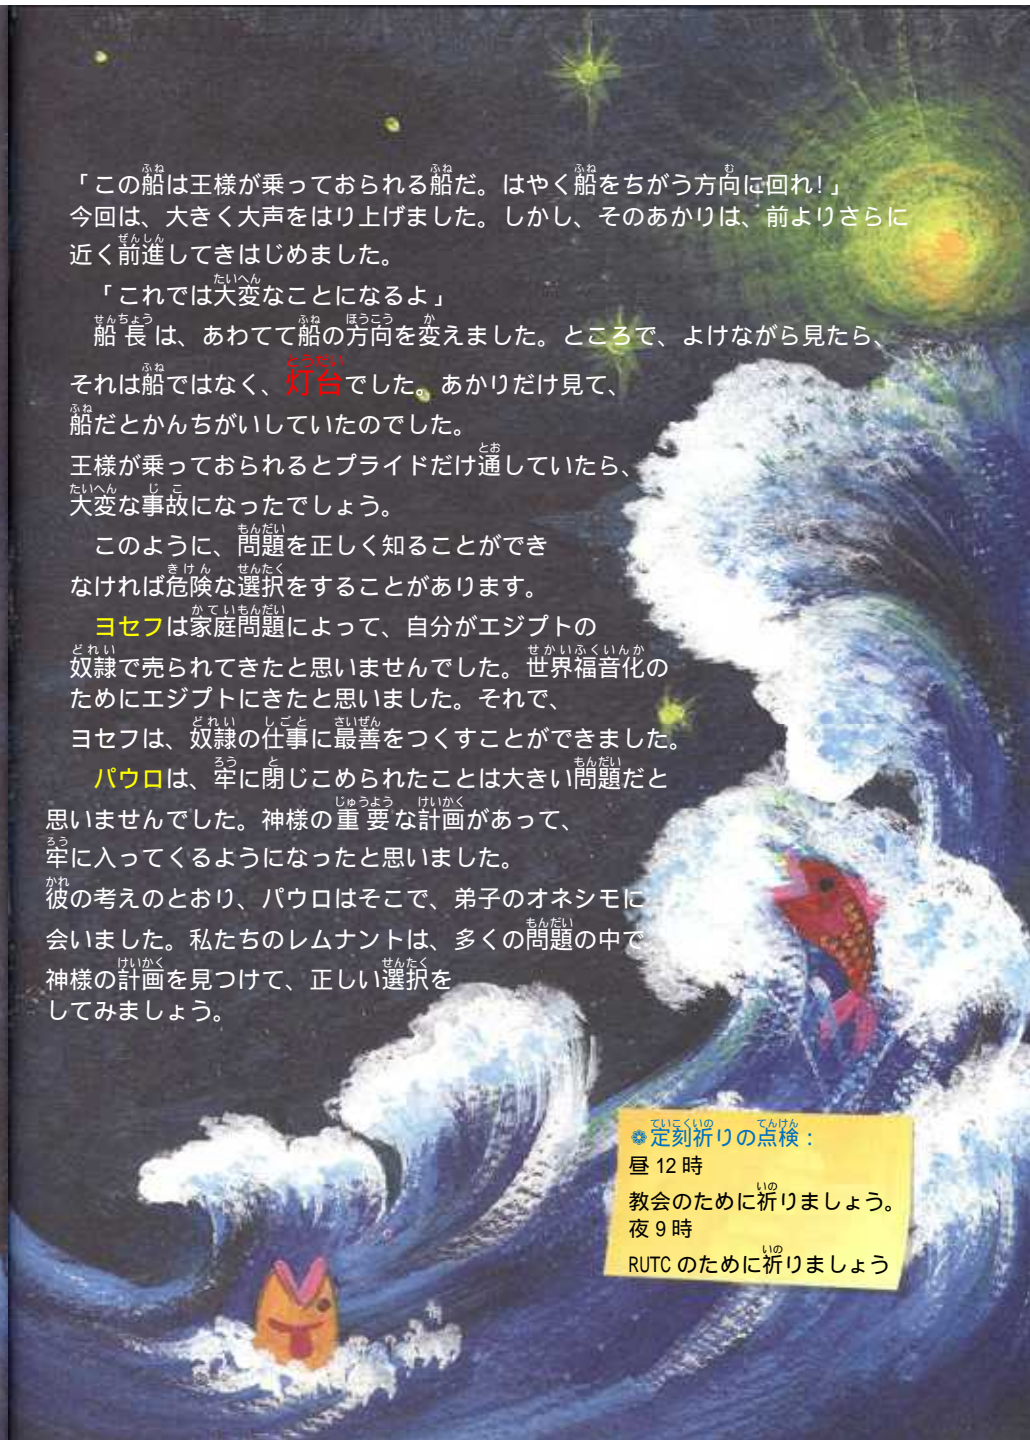 「この船は王様が乗っておられる船だ。はやく船をちがう方向に回れ!」
今回は、大きく大声をはり上げました。しかし、そのあかりは、前よりさらに
近く前進してきはじめました。
「これでは大変なことになるよ」
船長は、あわてて船の方向を変えました。ところで、よけながら見たら、
それは船ではなく、灯台でした。あかりだけ見て、
船だとかんちがいしていたのでした。
王様が乗っておられるとプライドだけ通していたら、
大変な事故になったでしょう。
このように、問題を正しく知ることができ
なければ危険な選択をすることがあります。
ヨセフは家庭問題によって、自分がエジプトの
奴隷で売られてきたと思いませんでした。世界福音化の
ためにエジプトにきたと思いました。それで、
ヨセフは、奴隷の仕事に最善をつくすことができました。
パウロは、牢に閉じこめられたことは大きい問題だと
思いませんでした。神様の重要な計画があって、
牢に入ってくるようになったと思いました。
彼の考えのとおり、パウロはそこで、弟子のオネシモに
会いました。私たちのレムナントは、多くの問題の中で
神様の計画を見つけて、正しい選択を
してみましょう。
❁定刻祈りの点検：
昼 12 時
教会のために祈りましょう。
夜 9 時
RUTC のために祈りましょう